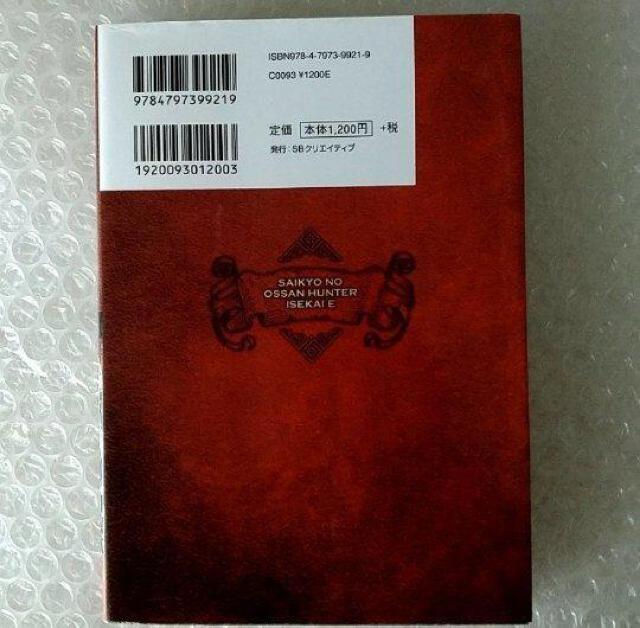 ISBN978-4-7973-9921-9
C0093 ¥1200E
9784797399219
定価 本体1,200円 +税
発行：SBクリエイティブ
1920093012003
SAIKYO NO
OSSAN HUNTER
ISEKAI E